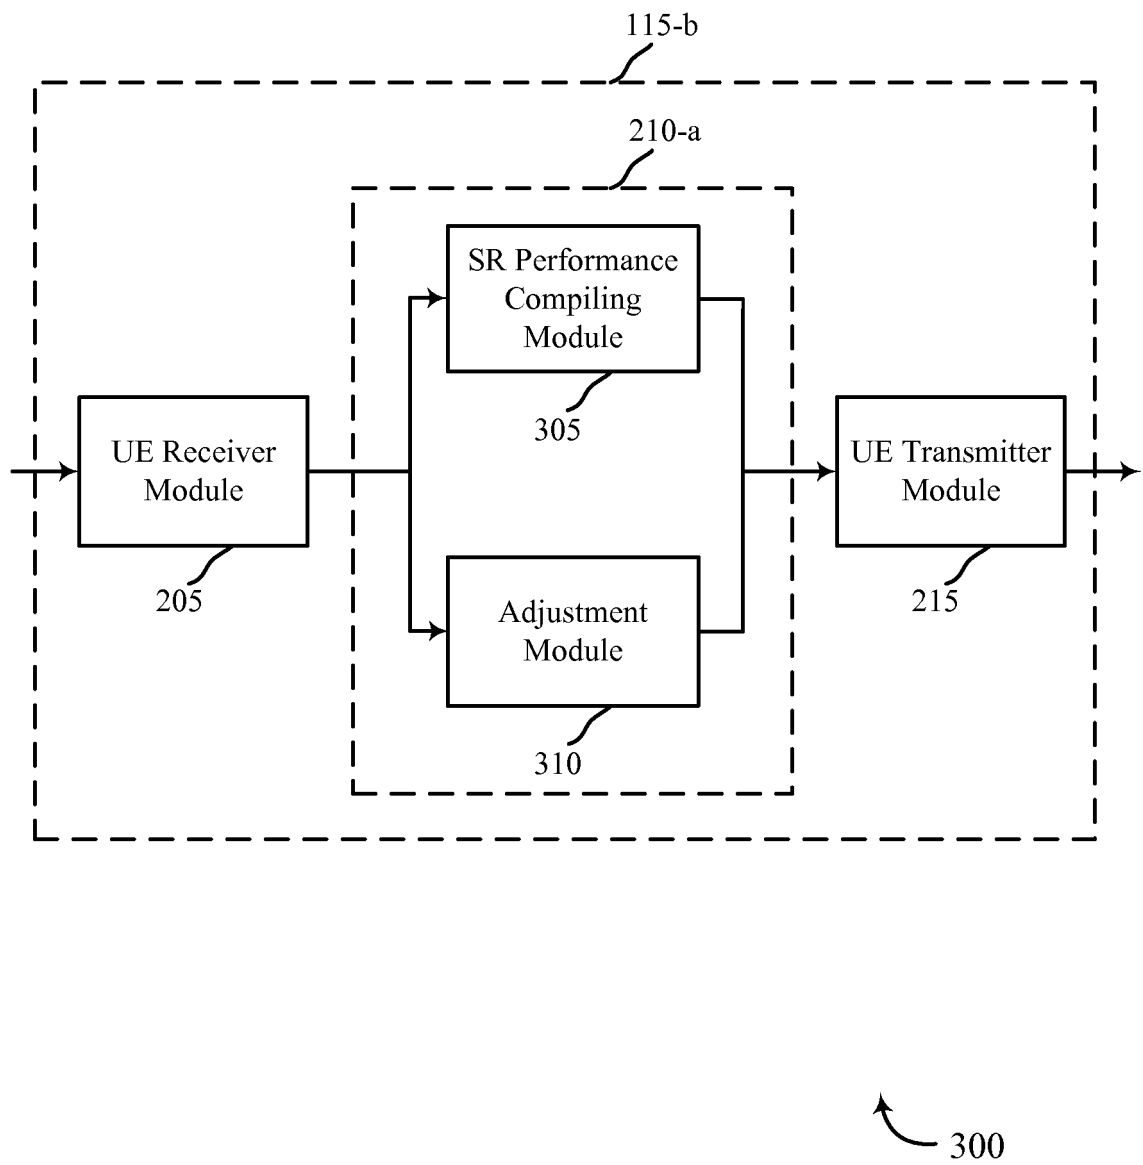 115-b
210-a
SR Performance
Compiling
Module
305
UE Receiver
Module
205
UE Transmitter
Module
215
Adjustment
Module
310
300